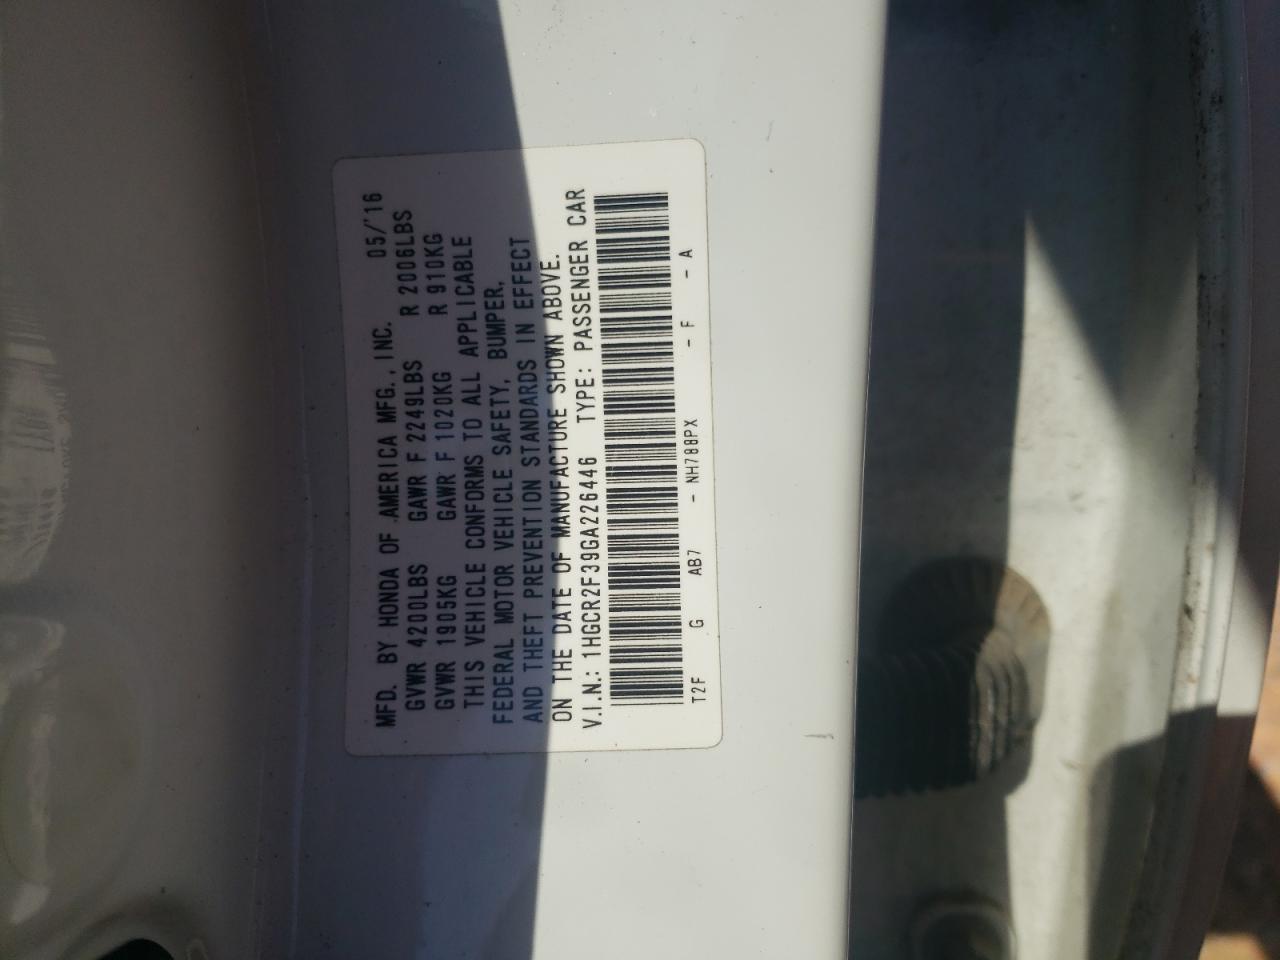 MFD. BY HONDA OF AMERICA MFG., INC. 05/'16
GVWR 4200LBS GAWR F 2249LBS R 2006LBS
GVWR 1905KG GAWR F 1020KG R 910KG
THIS VEHICLE CONFORMS TO ALL APPLICABLE
FEDERAL MOTOR VEHICLE SAFETY, BUMPER,
AND THEFT PREVENTION STANDARDS IN EFFECT
ON THE DATE OF MANUFACTURE SHOWN ABOVE.
V.I.N.: 1HGCR2F39GA226446 TYPE: PASSENGER CAR
T2F G AB7 - NH788PX - F - A